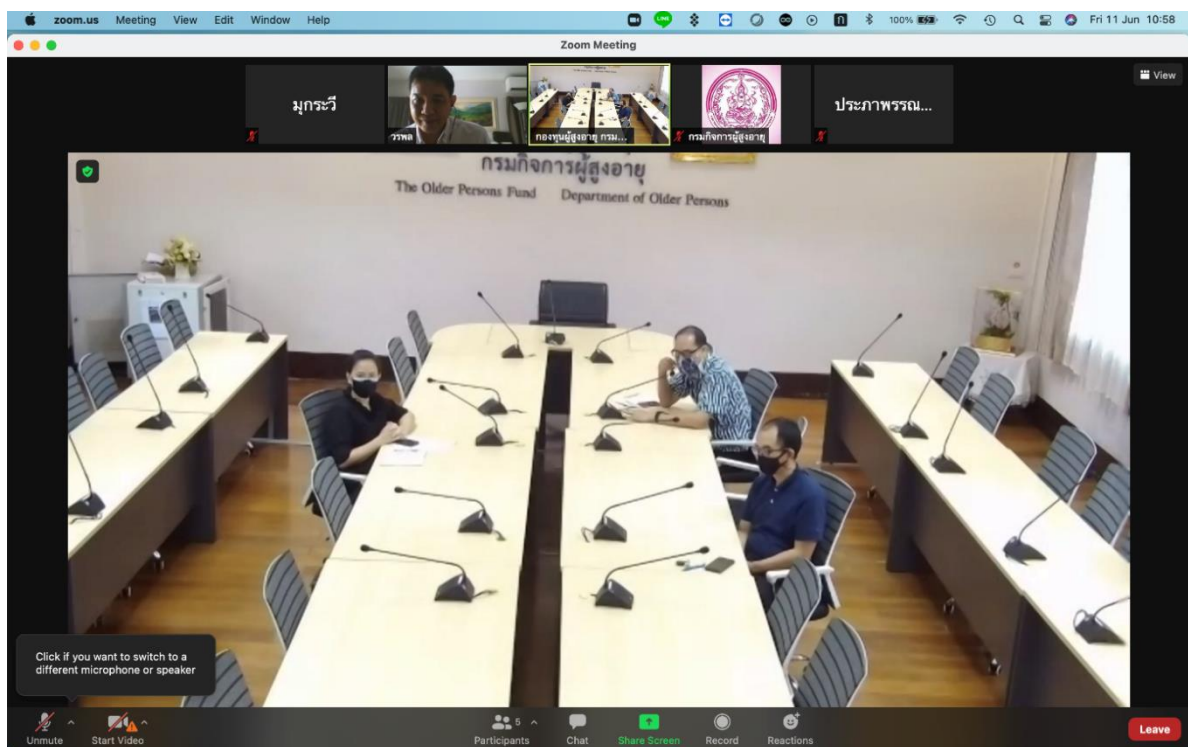 zoom.us Meeting View Edit Window Help
100%
Fri 11 Jun 10:58
Zoom Meeting
View
มุกระวี
วรพล
กองทุนผู้สูงอายุ กรม...
กรมกิจการผู้สูงอายุ
ประภาพรรณ...
กรมกิจการผู้สูงอายุ
The Older Persons Fund Department of Older Persons
Click if you want to switch to a
different microphone or speaker
Unmute
Start Video
Participants
5
Chat
Share Screen
Record
Reactions
Leave